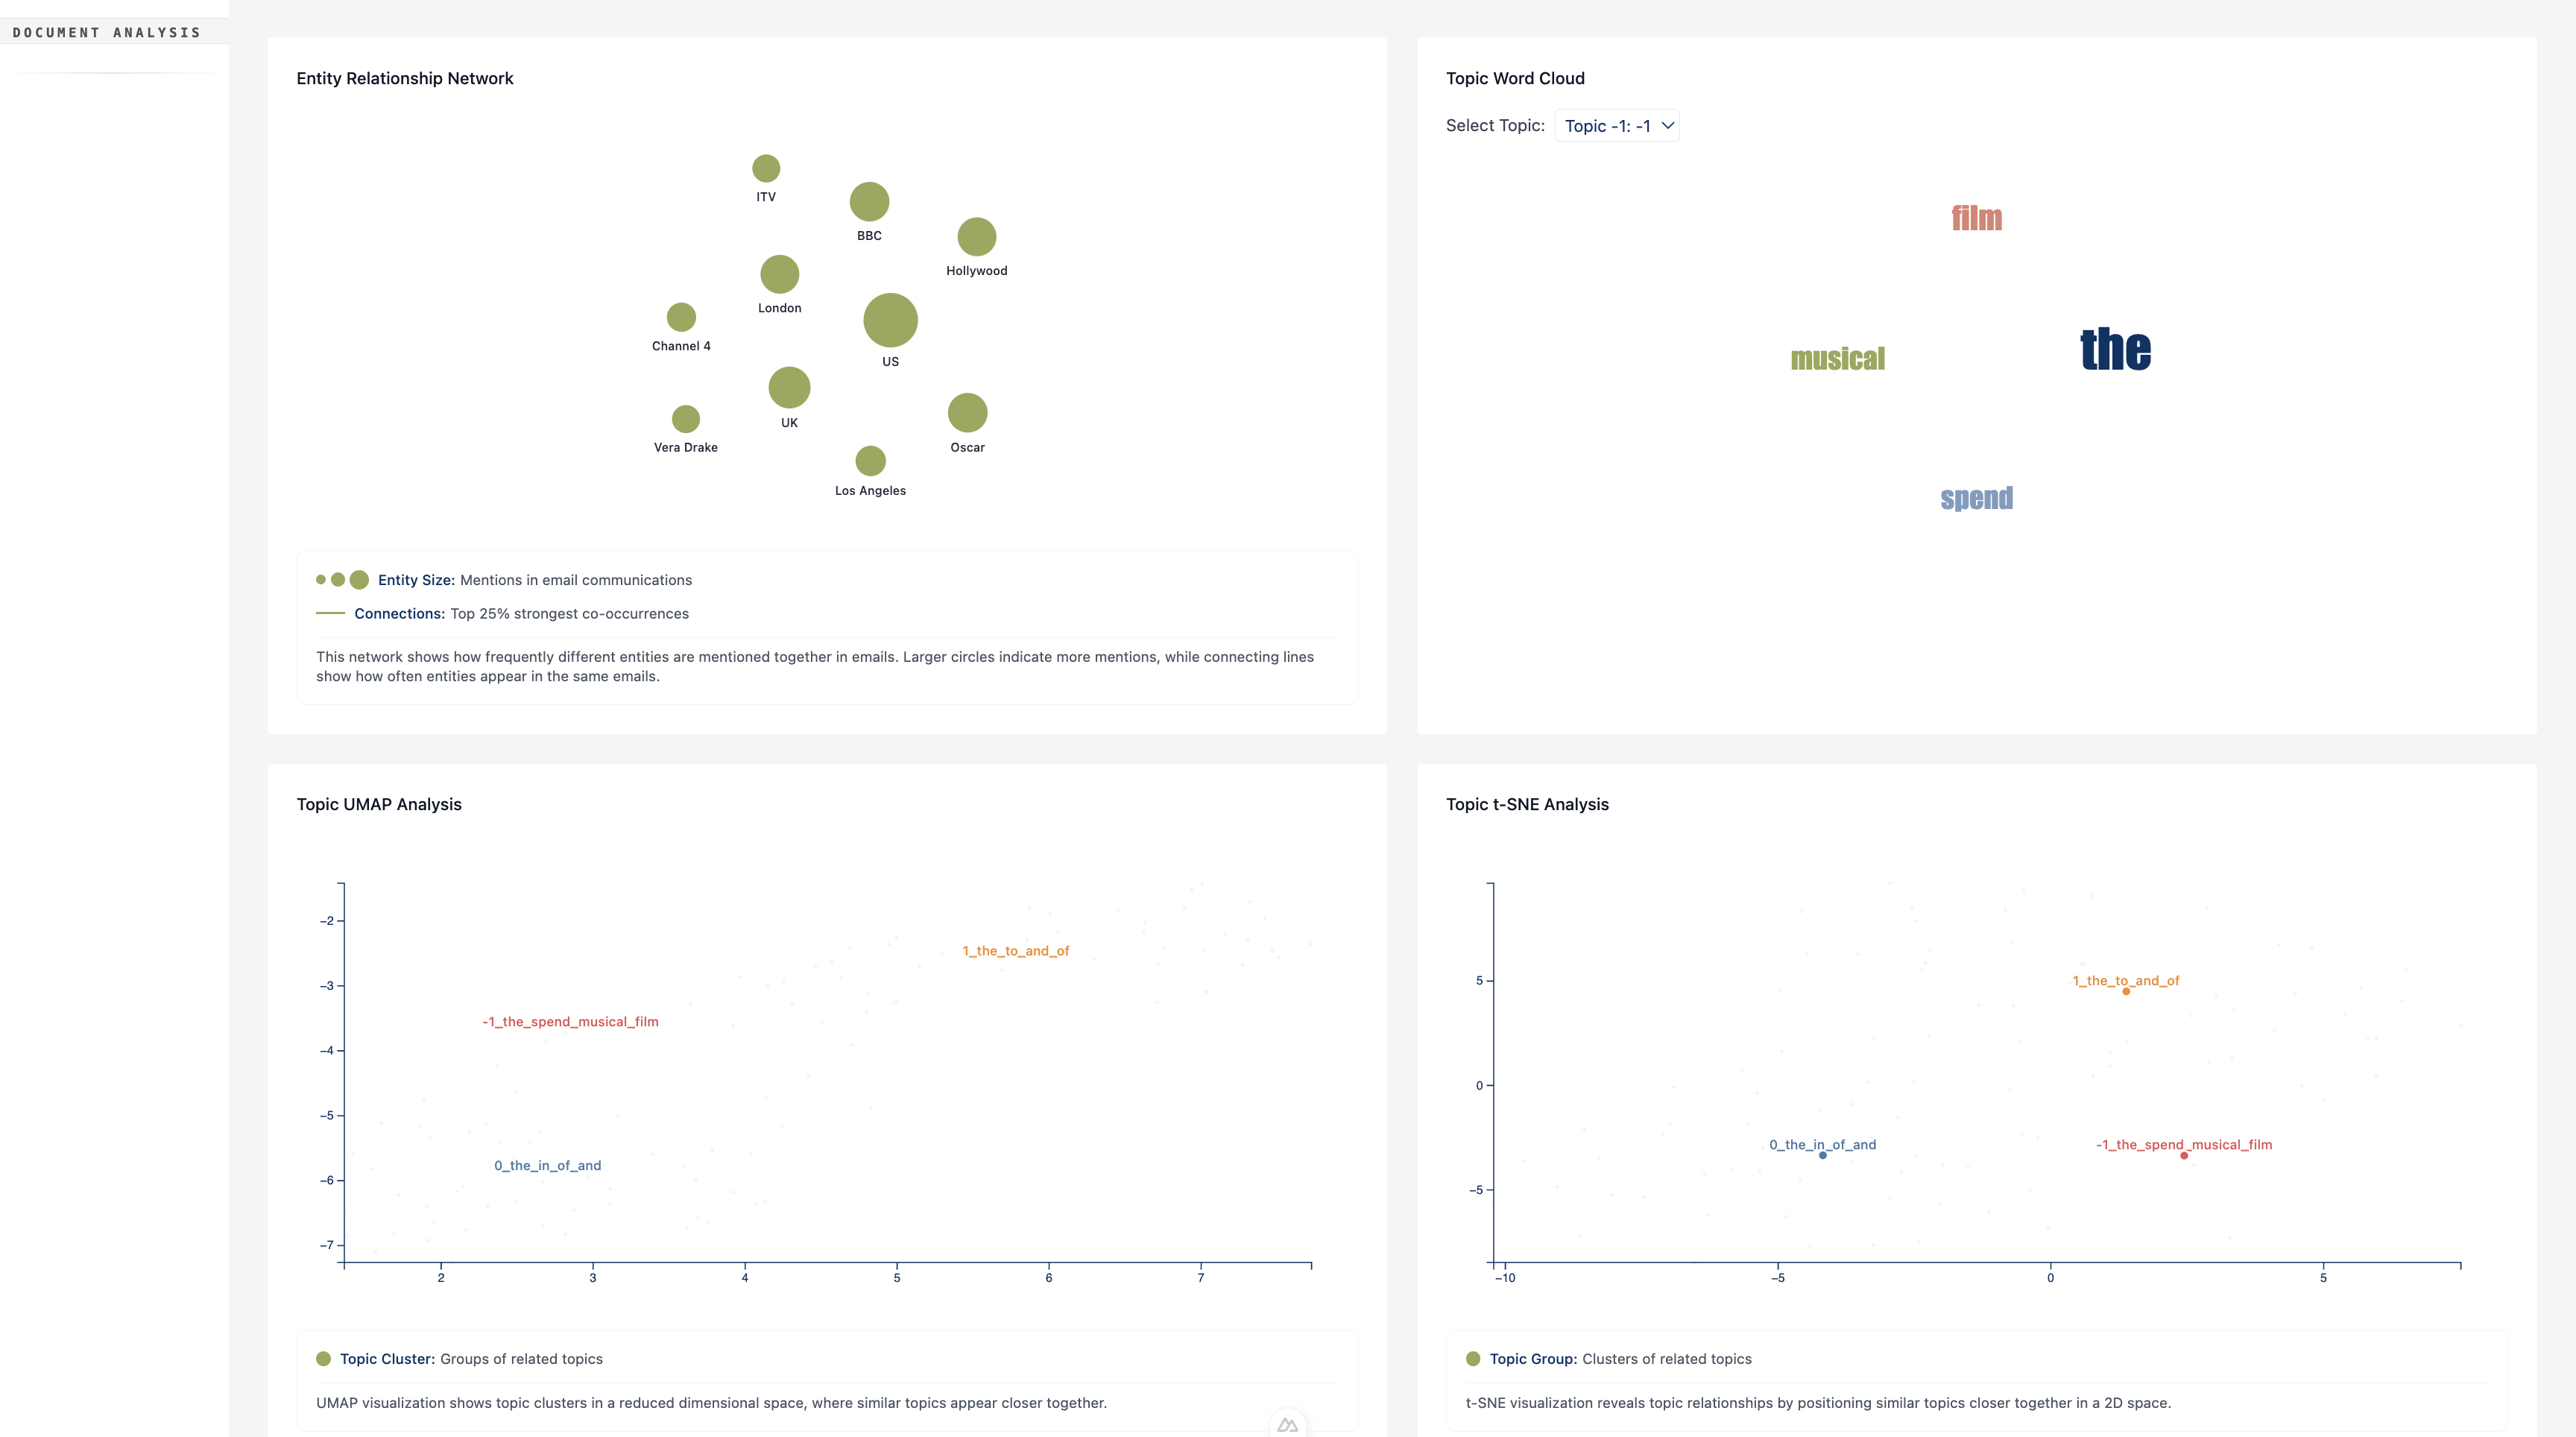 DOCUMENT ANALYSIS
Entity Relationship Network
ITV
BBC
Hollywood
London
Channel 4
US
UK
Vera Drake
Oscar
Los Angeles
Entity Size: Mentions in email communications
Connections: Top 25% strongest co-occurrences
This network shows how frequently different entities are mentioned together in emails. Larger circles indicate more mentions, while connecting lines
show how often entities appear in the same emails.
Topic Word Cloud
Select Topic: Topic -1: -1
film
musical
the
spend
Topic UMAP Analysis
−2
−3
−4
−5
−6
−7
1_the_to_and_of
-1_the_spend_musical_film
0_the_in_of_and
2 3 4 5 6 7
Topic Cluster: Groups of related topics
UMAP visualization shows topic clusters in a reduced dimensional space, where similar topics appear closer together.
Topic t-SNE Analysis
5
0
−5
1_the_to_and_of
0_the_in_of_and
-1_the_spend_musical_film
−10 −5 0 5
Topic Group: Clusters of related topics
t-SNE visualization reveals topic relationships by positioning similar topics closer together in a 2D space.